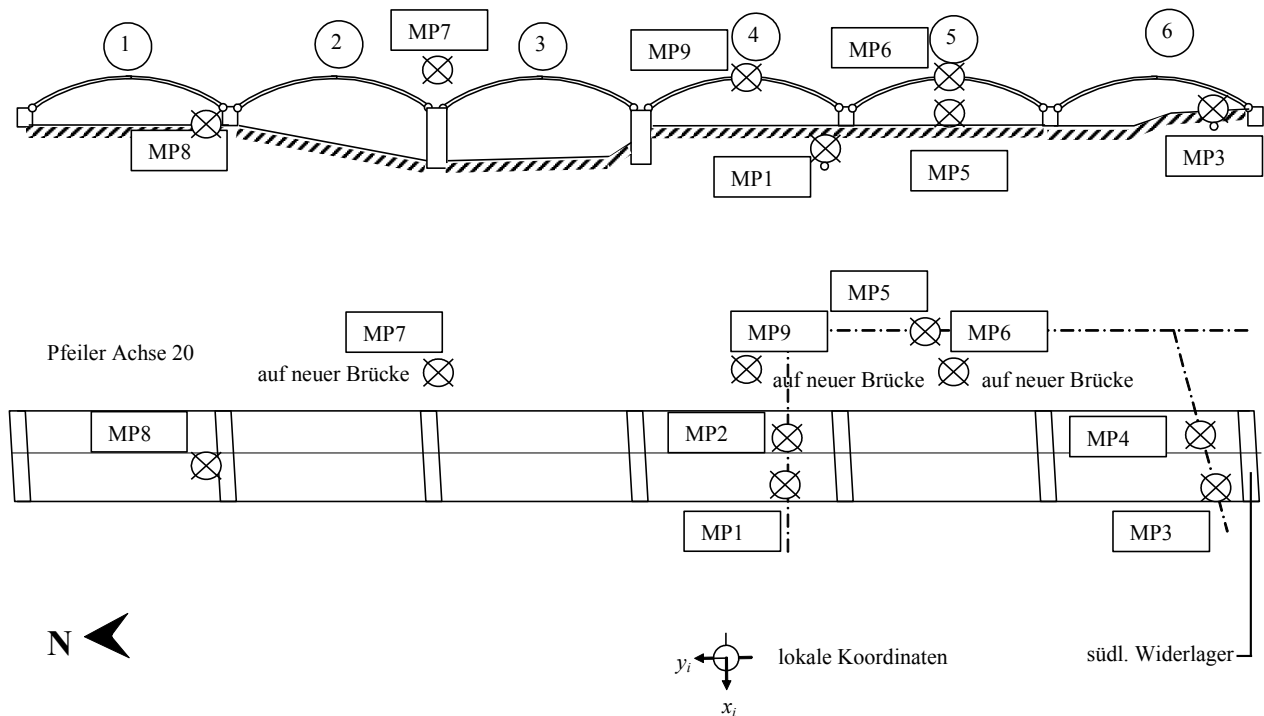 1
2
MP7
3
MP9
4
MP6
5
6
MP8
MP1
MP5
MP3
MP5
MP7
MP9
MP6
Pfeiler Achse 20
auf neuer Brücke
auf neuer Brücke
auf neuer Brücke
MP8
MP2
MP4
MP1
MP3
N
yi
lokale Koordinaten
südl. Widerlager
xi